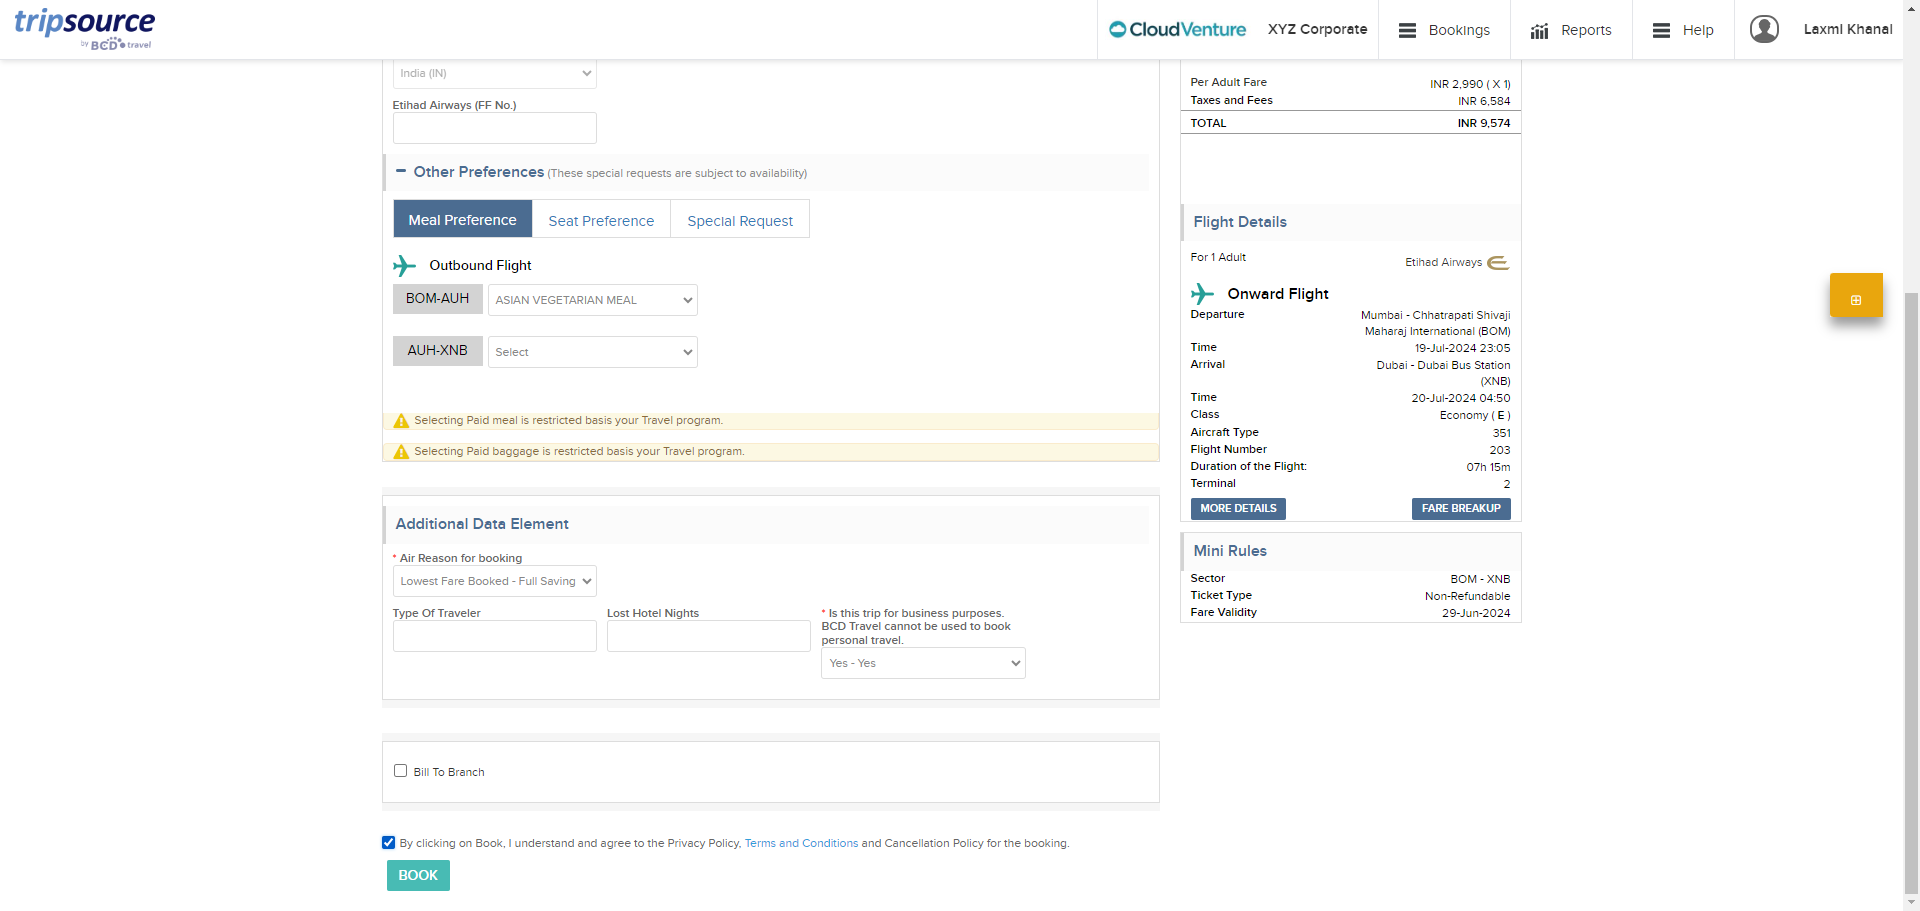 tripsource
by BCD travel
CloudVenture
XYZ Corporate
Bookings
Reports
Help
Laxmi Khanal
India (IN)
Etihad Airways (FF No.)
− Other Preferences (These special requests are subject to availability)
Meal Preference
Seat Preference
Special Request
Outbound Flight
BOM-AUH
ASIAN VEGETARIAN MEAL
AUH-XNB
Select
Selecting Paid meal is restricted basis your Travel program.
Selecting Paid baggage is restricted basis your Travel program.
Additional Data Element
* Air Reason for booking
Lowest Fare Booked - Full Saving
Type Of Traveler
Lost Hotel Nights
* Is this trip for business purposes.
BCD Travel cannot be used to book
personal travel.
Yes - Yes
Bill To Branch
By clicking on Book, I understand and agree to the Privacy Policy, Terms and Conditions and Cancellation Policy for the booking.
BOOK
Per Adult Fare INR 2,990 ( X 1)
Taxes and Fees INR 6,584
TOTAL INR 9,574
Flight Details
For 1 Adult Etihad Airways
Onward Flight
Departure Mumbai - Chhatrapati Shivaji
Maharaj International (BOM)
Time 19-Jul-2024 23:05
Arrival Dubai - Dubai Bus Station
(XNB)
Time 20-Jul-2024 04:50
Class Economy ( E )
Aircraft Type 351
Flight Number 203
Duration of the Flight: 07h 15m
Terminal 2
MORE DETAILS
FARE BREAKUP
Mini Rules
Sector BOM - XNB
Ticket Type Non-Refundable
Fare Validity 29-Jun-2024